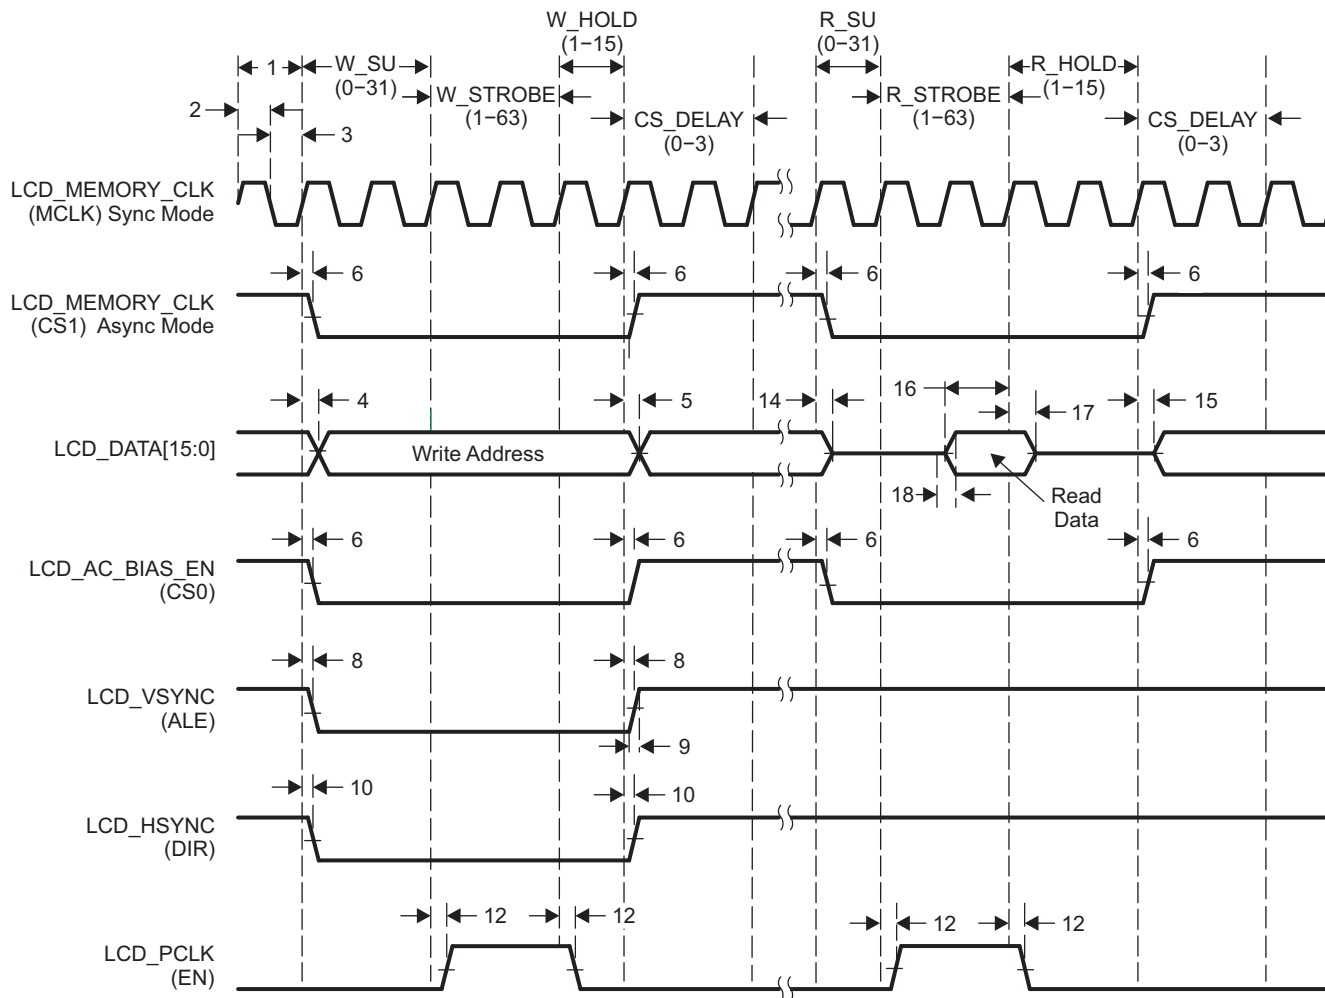 W_HOLD
(1−15)
R_SU
(0−31)
1
W_SU
(0−31)
R_HOLD
(1−15)
2
W_STROBE
(1−63)
R_STROBE
(1−63)
3
CS_DELAY
(0−3)
CS_DELAY
(0−3)
LCD_MEMORY_CLK
(MCLK) Sync Mode
6
6
6
6
LCD_MEMORY_CLK
(CS1) Async Mode
4
5
14
16
17
15
LCD_DATA[15:0]
Write Address
18
Read
Data
6
6
6
6
LCD_AC_BIAS_EN
(CS0)
8
8
LCD_VSYNC
(ALE)
9
10
10
LCD_HSYNC
(DIR)
12
12
12
12
LCD_PCLK
(EN)